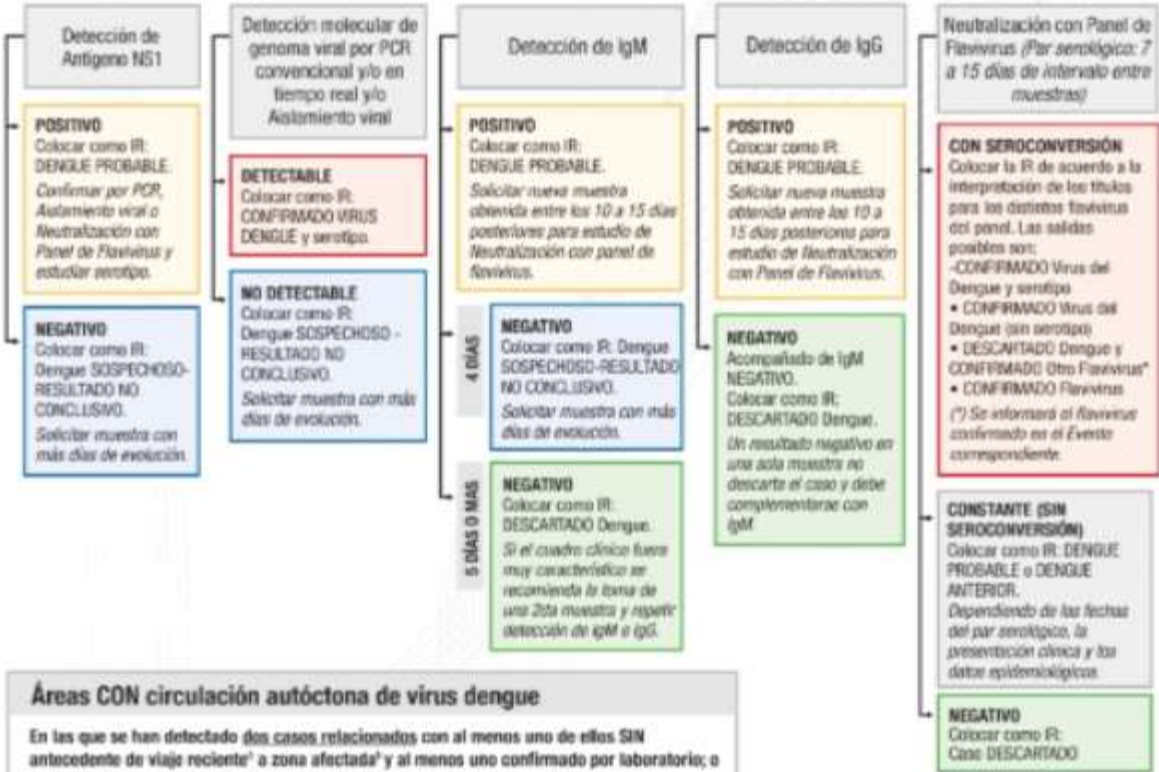 Detección de
Antígeno NS1
POSITIVO
Colocar como IR:
DENGUE PROBABLE.
Confirmar por PCR,
Aislamiento viral o
Neutralización con
Panel de Flavivirus y
estudiar serotipo.
NEGATIVO
Colocar como IR:
Dengue SOSPECHOSO-
RESULTADO NO
CONCLUSIVO.
Solicitar muestra con
más días de evolución.
Detección molecular de
genoma viral por PCR
convencional y/o en
tiempo real y/o
Aislamiento viral
DETECTABLE
Colocar como IR:
CONFIRMADO VIRUS
DENGUE y serotipo.
NO DETECTABLE
Colocar como IR:
Dengue SOSPECHOSO -
RESULTADO NO
CONCLUSIVO.
Solicitar muestra con más
días de evolución.
Detección de IgM
POSITIVO
Colocar como IR:
DENGUE PROBABLE.
Solicitar nueva muestra
obtenida entre los 10 a 15 días
posteriores para estudio de
Neutralización con panel de
flavivirus.
4 DÍAS
NEGATIVO
Colocar como IR: Dengue
SOSPECHOSO-RESULTADO
NO CONCLUSIVO.
Solicitar muestra con más
días de evolución.
5 DÍAS O MAS
NEGATIVO
Colocar como IR:
DESCARTADO Dengue.
Si el cuadro clínico fuera
muy característico se
recomienda la toma de
una 2da muestra y repetir
detección de IgM e IgG.
Detección de IgG
POSITIVO
Colocar como IR:
DENGUE PROBABLE.
Solicitar nueva muestra
obtenida entre los 10 a
15 días posteriores para
estudio de Neutralización
con Panel de Flavivirus.
NEGATIVO
Acompañado de IgM
NEGATIVO.
Colocar como IR:
DESCARTADO Dengue.
Un resultado negativo en
una sola muestra no
descarta el caso y debe
complementarse con
IgM
Neutralización con Panel de
Flavivirus (Par serológico: 7
a 15 días de intervalo entre
muestras)
CON SEROCONVERSIÓN
Colocar la IR de acuerdo a la
interpretación de los títulos
para los distintos flavivirus
del panel. Las salidas
posibles son:
-CONFIRMADO Virus del
Dengue y serotipo
• CONFIRMADO Virus del
Dengue (sin serotipo)
• DESCARTADO Dengue y
CONFIRMADO Otro Flavivirus*
• CONFIRMADO Flavivirus
(*) Se informará el flavivirus
confirmado en el Evento
correspondiente.
CONSTANTE (SIN
SEROCONVERSIÓN)
Colocar como IR: DENGUE
PROBABLE o DENGUE
ANTERIOR.
Dependiendo de las fechas
del par serológico, la
presentación clínica y los
datos epidemiológicos.
NEGATIVO
Colocar como IR:
Caso DESCARTADO
Áreas CON circulación autóctona de virus dengue
En las que se han detectado dos casos relacionados con al menos uno de ellos SIN
antecedente de viaje reciente a zona afectada y al menos uno confirmado por laboratorio; o